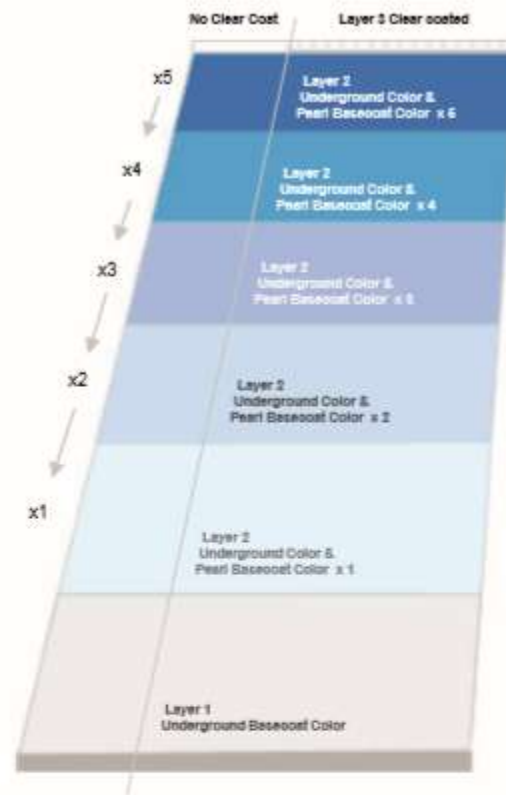 No Clear Coat
Layer 3 Clear coated
x5
Layer 2
Underground Color &
Pearl Basecoat Color x 5
x4
Layer 2
Underground Color &
Pearl Basecoat Color x 4
x3
Layer 2
Underground Color &
Pearl Basecoat Color x 3
x2
Layer 2
Underground Color &
Pearl Basecoat Color x 2
x1
Layer 2
Underground Color &
Pearl Basecoat Color x 1
Layer 1
Underground Basecoat Color